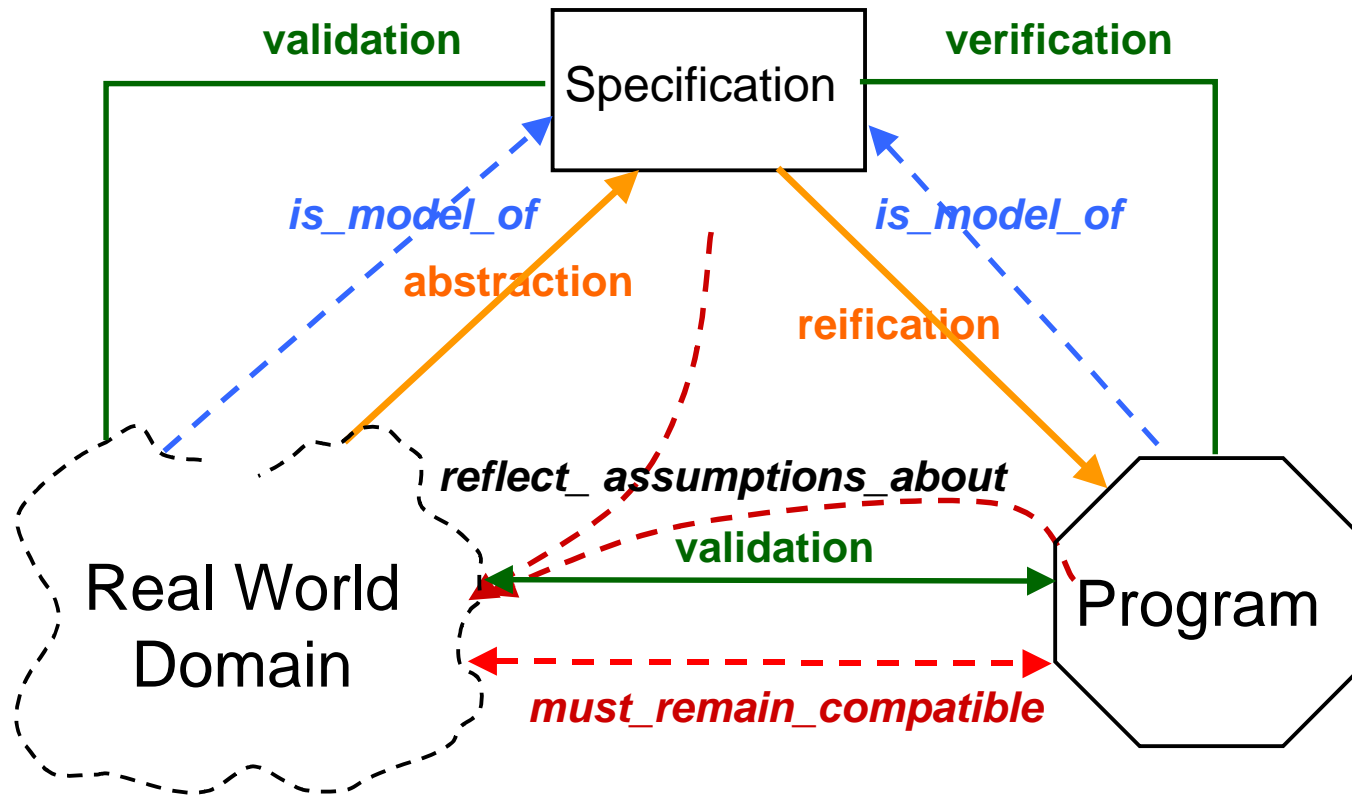 validation
verification
Specification
is_model_of
is_model_of
abstraction
reification
reflect_ assumptions_about
validation
Real World
Domain
Program
must_remain_compatible